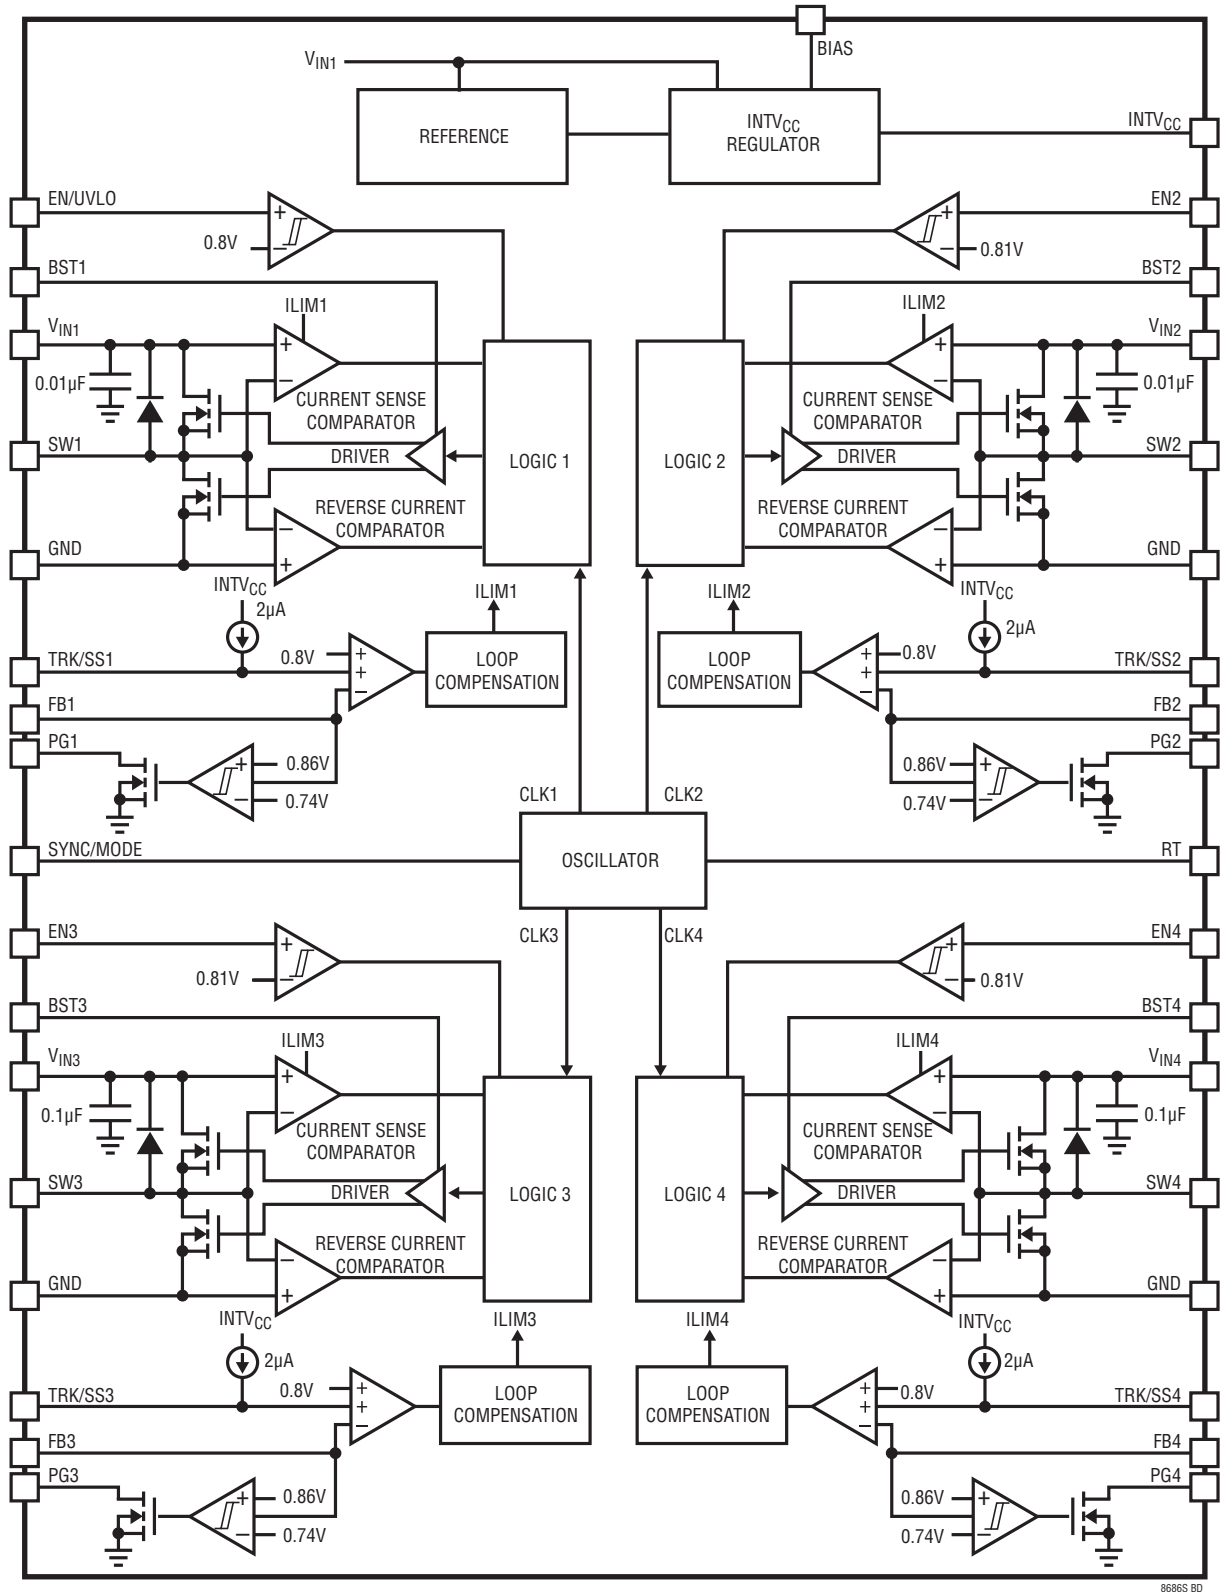 BIAS
VIN1
REFERENCE
INTVCC
REGULATOR
INTVCC
EN/UVLO
+
0.8V
−
EN2
+
0.81V
−
BST1
BST2
ILIM1
ILIM2
VIN1
+
−
0.01µF
CURRENT SENSE
COMPARATOR
VIN2
+
−
0.01µF
CURRENT SENSE
COMPARATOR
SW1
DRIVER
LOGIC 1
LOGIC 2
DRIVER
SW2
REVERSE CURRENT
COMPARATOR
−
+
REVERSE CURRENT
COMPARATOR
−
+
GND
GND
INTVCC
2µA
ILIM1
ILIM2
INTVCC
2µA
TRK/SS1
0.8V
+
+
−
LOOP
COMPENSATION
LOOP
COMPENSATION
+
+
−
0.8V
TRK/SS2
FB1
FB2
PG1
PG2
+
−
0.86V
0.74V
0.86V
0.74V
+
−
CLK1
CLK2
SYNC/MODE
OSCILLATOR
RT
CLK3
CLK4
EN3
+
0.81V
−
EN4
+
0.81V
−
BST3
BST4
ILIM3
ILIM4
VIN3
+
−
0.1µF
CURRENT SENSE
COMPARATOR
VIN4
+
−
0.1µF
CURRENT SENSE
COMPARATOR
SW3
DRIVER
LOGIC 3
LOGIC 4
DRIVER
SW4
REVERSE CURRENT
COMPARATOR
−
+
REVERSE CURRENT
COMPARATOR
−
+
GND
GND
INTVCC
2µA
ILIM3
ILIM4
INTVCC
2µA
TRK/SS3
0.8V
+
+
−
LOOP
COMPENSATION
LOOP
COMPENSATION
+
+
−
0.8V
TRK/SS4
FB3
FB4
PG3
PG4
+
−
0.86V
0.74V
0.86V
0.74V
+
−
8686S BD